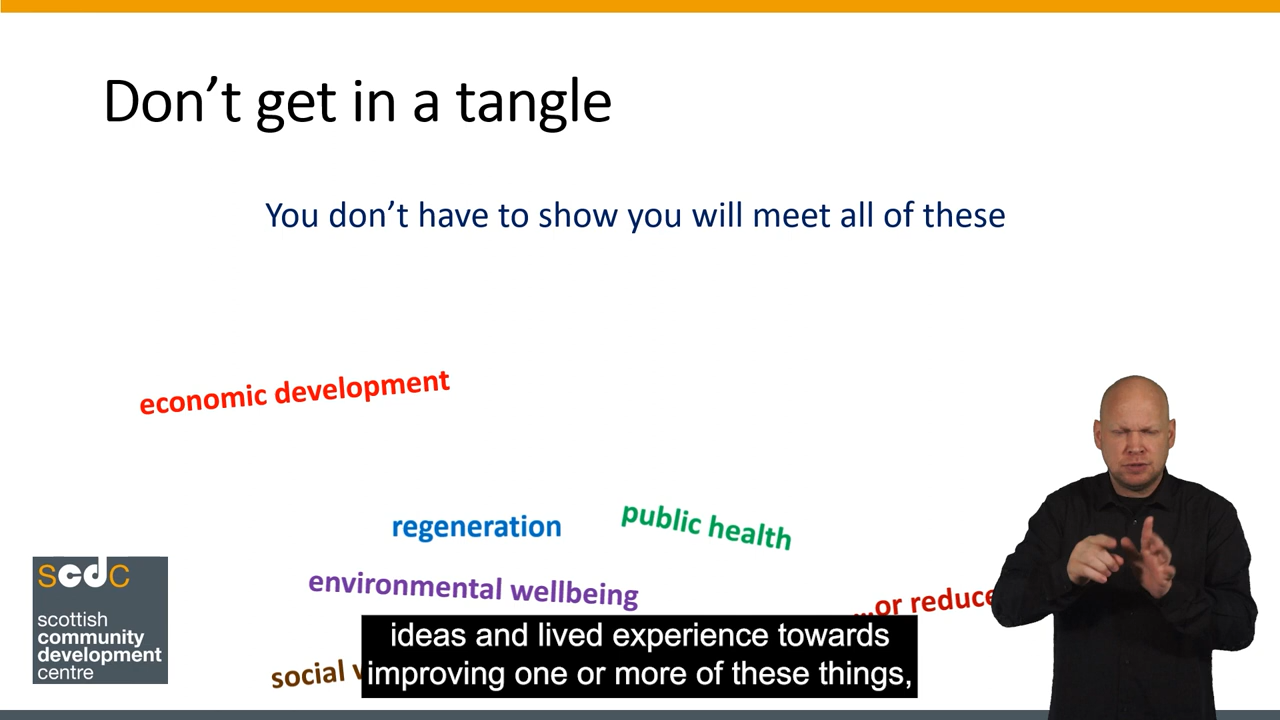 Don't get in a tangle
You don't have to show you will meet all of these
economic development
regeneration
public health
environmental wellbeing
...or reduce
social
ideas and lived experience towards
improving one or more of these things,
scdc
scottish
community
development
centre